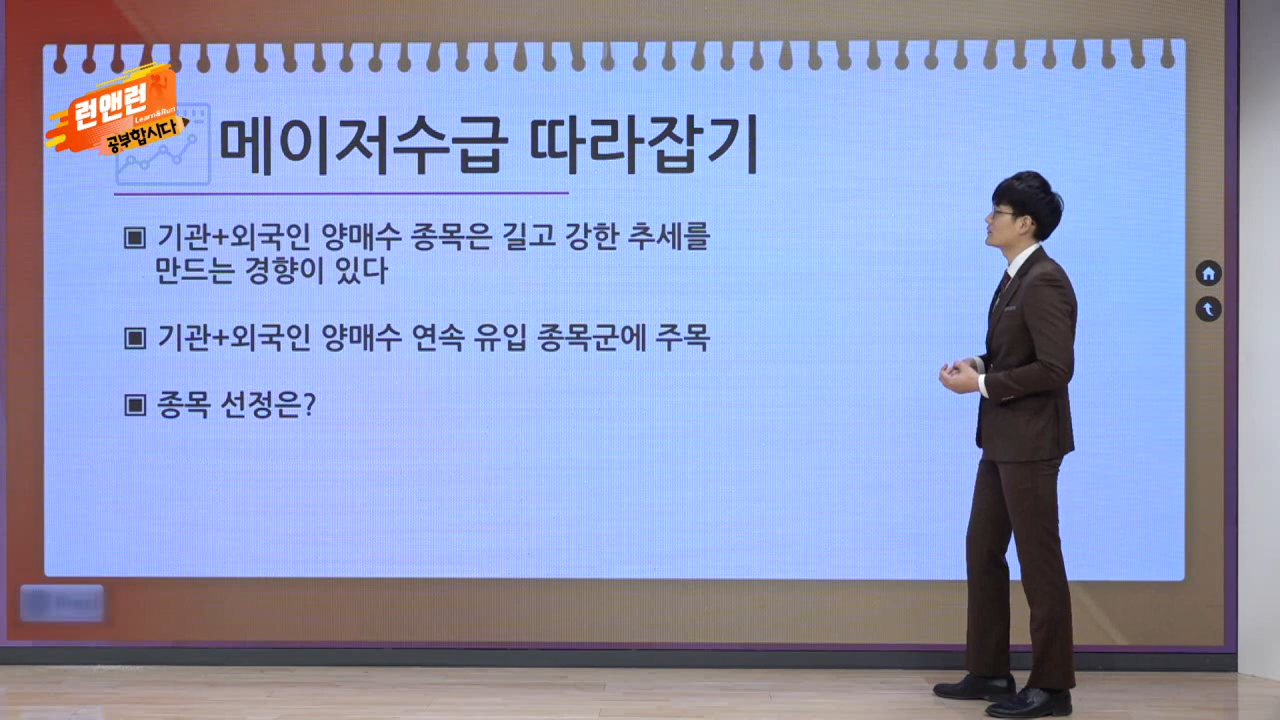 런앤런
Learn&Run
공부합시다
메이저수급 따라잡기
▣ 기관+외국인 양매수 종목은 길고 강한 추세를
만드는 경향이 있다
▣ 기관+외국인 양매수 연속 유입 종목군에 주목
▣ 종목 선정은?